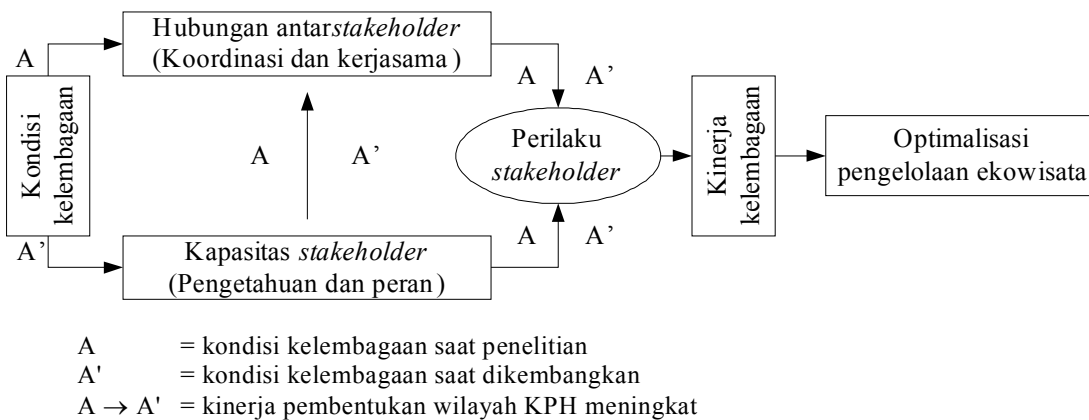 Hubungan antarstakeholder
(Koordinasi dan kerjasama )
A
A
A’
Kondisi
kelembagaan
A
A’
Perilaku
stakeholder
Kinerja
kelembagaan
Optimalisasi
pengelolaan ekowisata
A’
A
A’
Kapasitas stakeholder
(Pengetahuan dan peran )
A = kondisi kelembagaan saat penelitian
A' = kondisi kelembagaan saat dikembangkan
A → A' = kinerja pembentukan wilayah KPH meningkat